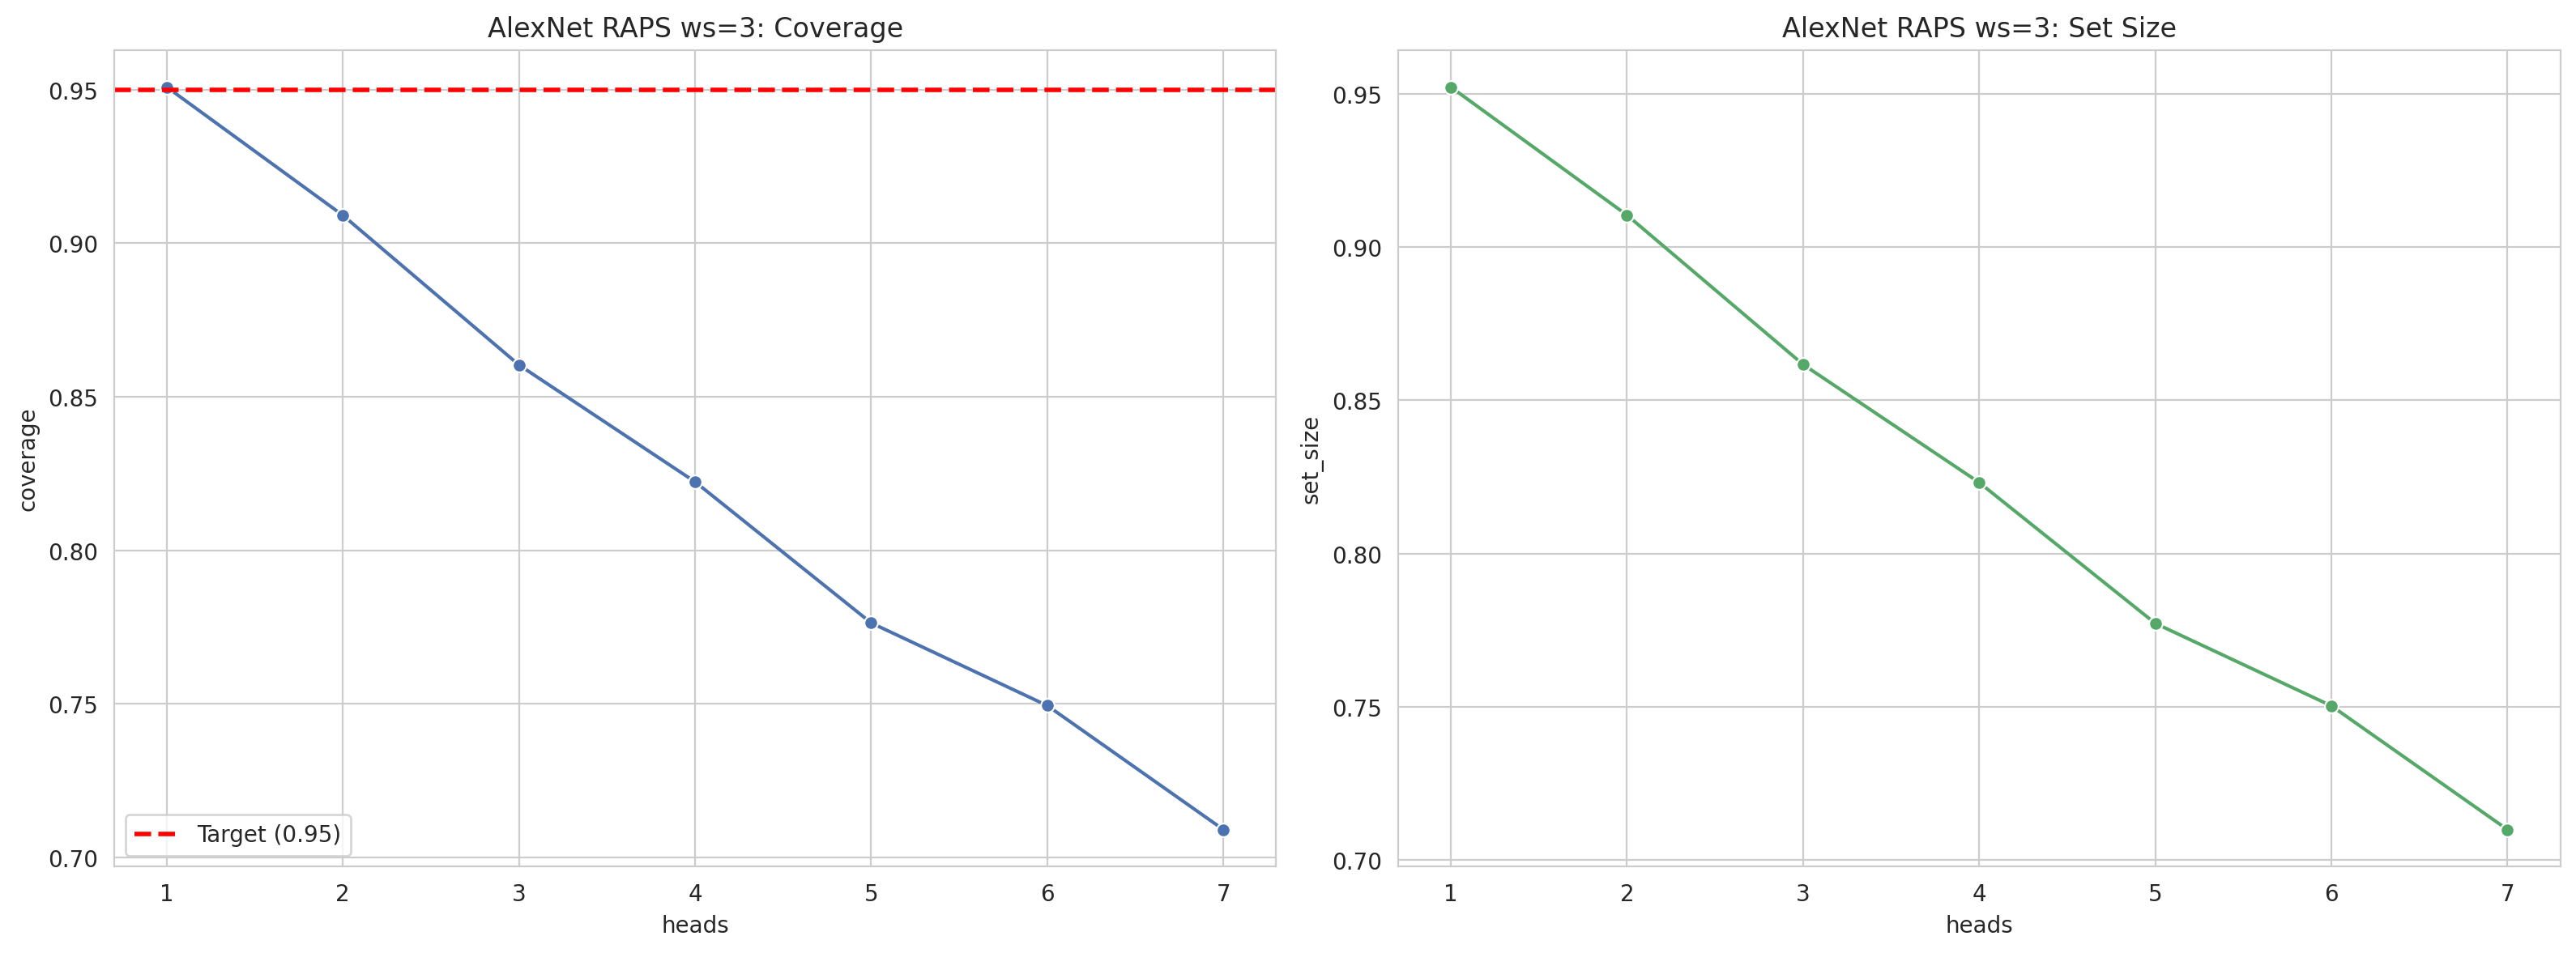 AlexNet RAPS ws=3: Coverage
0.95
0.90
0.85
0.80
0.75
0.70
coverage
Target (0.95)
1 2 3 4 5 6 7
heads
AlexNet RAPS ws=3: Set Size
0.95
0.90
0.85
0.80
0.75
0.70
set_size
1 2 3 4 5 6 7
heads